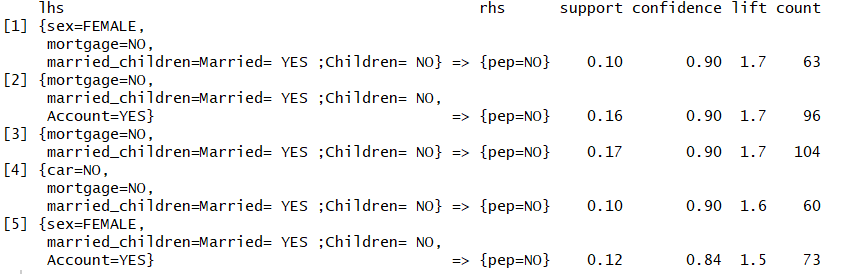 lhs rhs support confidence lift count
[1] {sex=FEMALE,
mortgage=NO,
married_children=Married= YES ;Children= NO} => {pep=NO} 0.10 0.90 1.7 63
[2] {mortgage=NO,
married_children=Married= YES ;Children= NO,
Account=YES} => {pep=NO} 0.16 0.90 1.7 96
[3] {mortgage=NO,
married_children=Married= YES ;Children= NO} => {pep=NO} 0.17 0.90 1.7 104
[4] {car=NO,
mortgage=NO,
married_children=Married= YES ;Children= NO} => {pep=NO} 0.10 0.90 1.6 60
[5] {sex=FEMALE,
married_children=Married= YES ;Children= NO,
Account=YES} => {pep=NO} 0.12 0.84 1.5 73